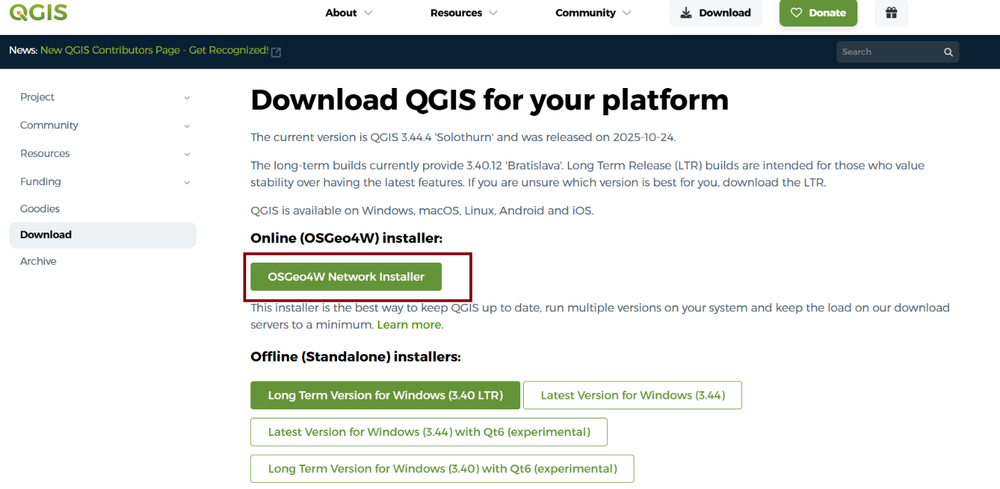 QGIS
About
Resources
Community
Download
Donate
News: New QGIS Contributors Page - Get Recognized!
Search
Project
Community
Resources
Funding
Goodies
Download
Archive
Download QGIS for your platform
The current version is QGIS 3.44.4 'Solothurn' and was released on 2025-10-24.
The long-term builds currently provide 3.40.12 'Bratislava'. Long Term Release (LTR) builds are intended for those who value
stability over having the latest features. If you are unsure which version is best for you, download the LTR.
QGIS is available on Windows, macOS, Linux, Android and iOS.
Online (OSGeo4W) installer:
OSGeo4W Network Installer
This installer is the best way to keep QGIS up to date, run multiple versions on your system and keep the load on our download
servers to a minimum. Learn more.
Offline (Standalone) installers:
Long Term Version for Windows (3.40 LTR)
Latest Version for Windows (3.44)
Latest Version for Windows (3.44) with Qt6 (experimental)
Long Term Version for Windows (3.40) with Qt6 (experimental)